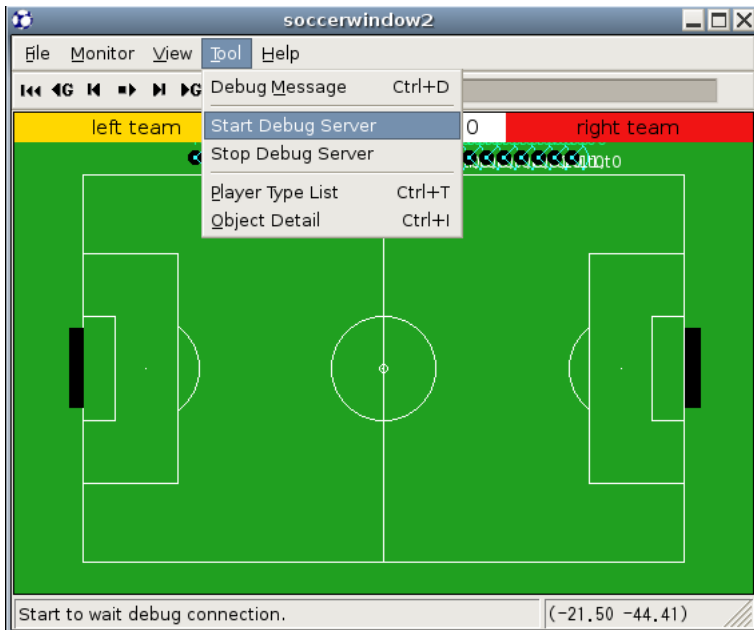 soccerwindow2
File Monitor View Tool Help
G G
Debug Message Ctrl+D
left team 0 right team
Start Debug Server
Stop Debug Server
Player Type List Ctrl+T
Object Detail Ctrl+I
Start to wait debug connection. (-21.50 -44.41)